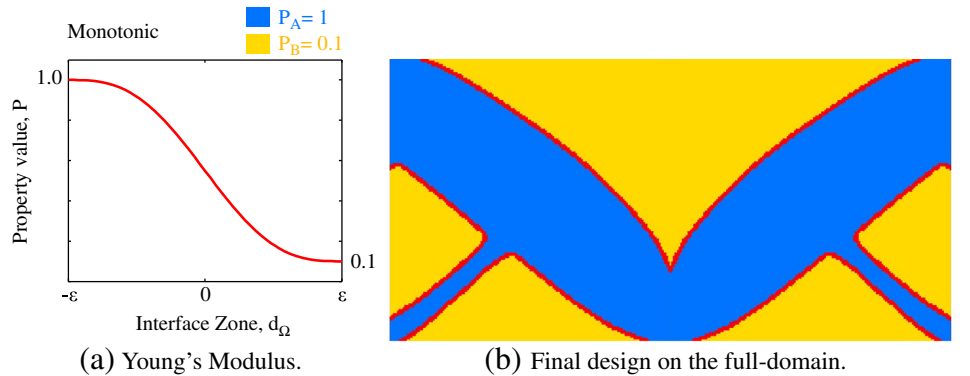 Monotonic
P_A= 1
P_B= 0.1
1.0
Property value, P
0.1
-ε 0 ε
Interface Zone, d_Ω
(a) Young's Modulus.
(b) Final design on the full-domain.